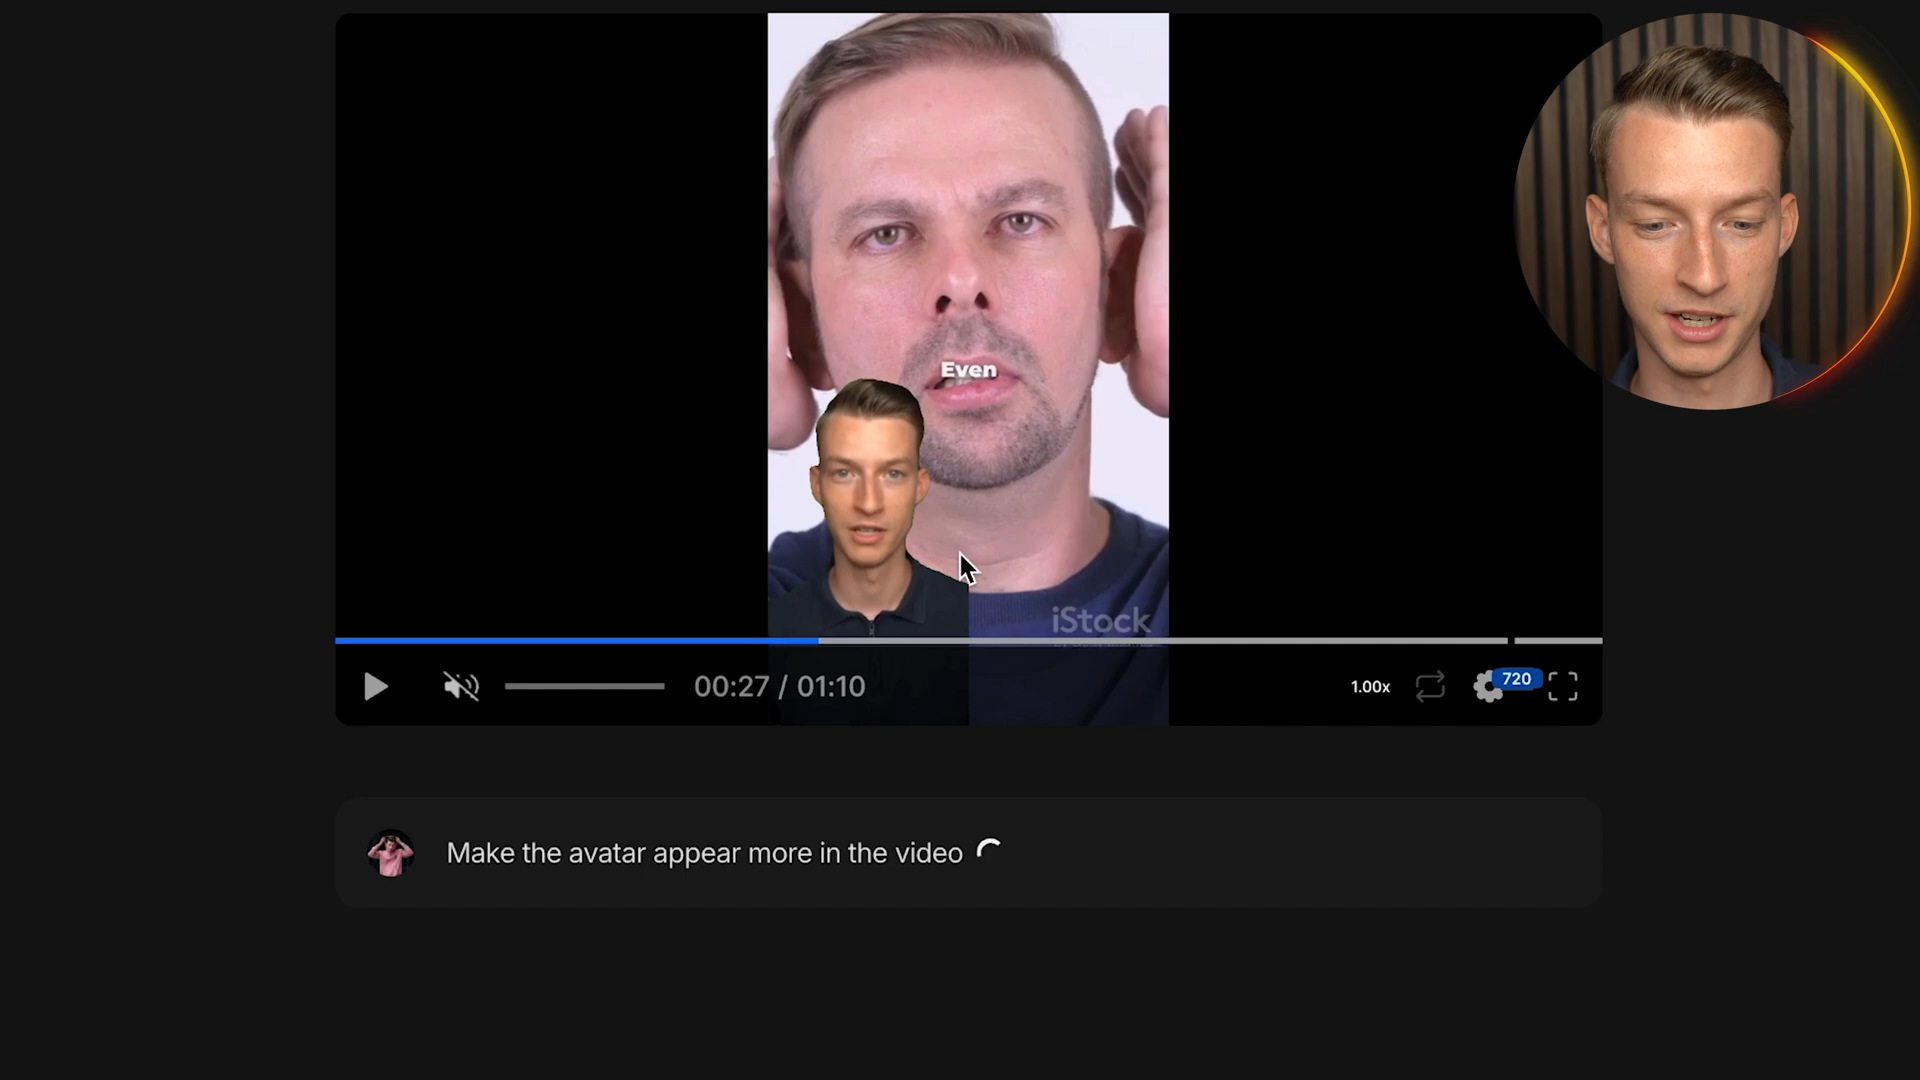 Even
iStock
00:27 / 01:10
1.00x
720
Make the avatar appear more in the video